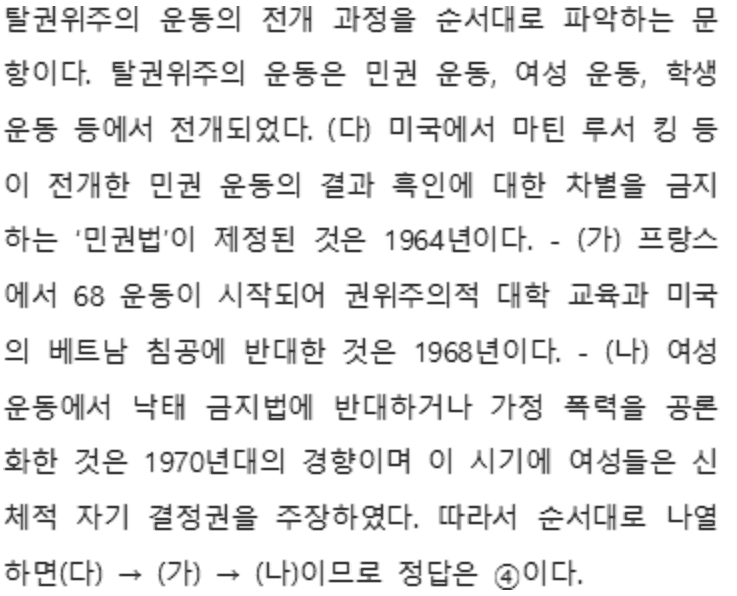 탈권위주의 운동의 전개 과정을 순서대로 파악하는 문
항이다. 탈권위주의 운동은 민권 운동, 여성 운동, 학생
운동 등에서 전개되었다. (다) 미국에서 마틴 루서 킹 등
이 전개한 민권 운동의 결과 흑인에 대한 차별을 금지
하는 ‘민권법’이 제정된 것은 1964년이다. - (가) 프랑스
에서 68 운동이 시작되어 권위주의적 대학 교육과 미국
의 베트남 침공에 반대한 것은 1968년이다. - (나) 여성
운동에서 낙태 금지법에 반대하거나 가정 폭력을 공론
화한 것은 1970년대의 경향이며 이 시기에 여성들은 신
체적 자기 결정권을 주장하였다. 따라서 순서대로 나열
하면(다) → (가) → (나)이므로 정답은 ④이다.